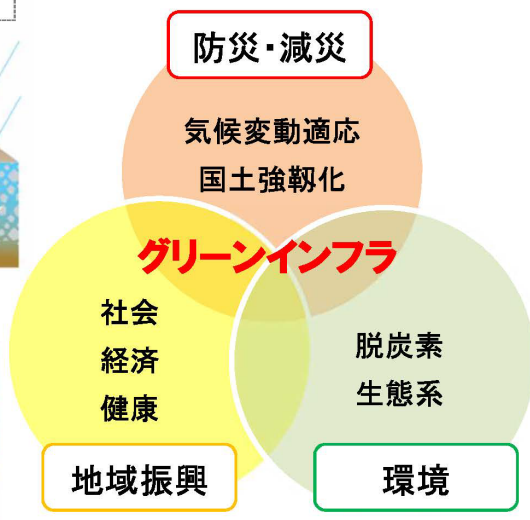 防災・減災
気候変動適応
国土強靱化
グリーンインフラ
社会
経済
健康
脱炭素
生態系
地域振興
環境